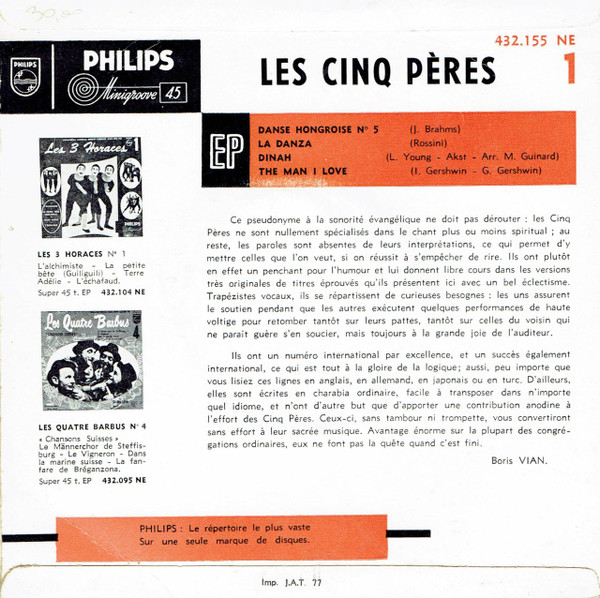 30,00
432.155 NE
PHILIPS
PHILIPS
Minigroove 45
LES CINQ PÈRES
1
EP
DANSE HONGROISE N° 5 (J. Brahms)
LA DANZA (Rossini)
DINAH (L. Young - Akst - Arr. M. Guinard)
THE MAN I LOVE (I. Gershwin - G. Gershwin)
Les 3 Horaces
LES 3 HORACES N° 1
L'alchimiste - La petite
bête (Guiliguili) - Terre
Adélie - L'échafaud.
Super 45 t. EP 432.104 NE
Les Quatre Barbus
4
LES QUATRE BARBUS N° 4
« Chansons Suisses »
Le Männerchor de Steffis-
burg - Le Vigneron - Dans
la marine suisse - La fan-
fare de Bréganzona.
Super 45 t. EP 432.095 NE
Ce pseudonyme à la sonorité évangélique ne doit pas dérouter : les Cinq
Pères ne sont nullement spécialisés dans le chant plus ou moins spirituel ; au
reste, les paroles sont absentes de leurs interprétations, ce qui permet d'y
mettre celles que l'on veut, si on réussit à s'empêcher de rire. Ils ont plutôt
en effet un penchant pour l'humour et lui donnent libre cours dans les versions
très originales de titres éprouvés qu'ils présentent ici avec un bel éclectisme.
Trapézistes vocaux, ils se répartissent de curieuses besognes : les uns assurent
le soutien pendant que les autres exécutent quelques performances de haute
voltige pour retomber tantôt sur leurs pattes, tantôt sur celles du voisin qui
ne paraît guère s'en soucier, mais toujours à la grande joie de l'auditeur.
Ils ont un numéro international par excellence, et un succès également
international, ce qui est tout à la gloire de la logique; aussi, peu importe que
vous lisiez ces lignes en anglais, en allemand, en japonais ou en turc. D'ailleurs,
elles sont écrites en charabia ordinaire, facile à transposer dans n'importe
quel idiome, et n'ont d'autre but que d'apporter une contribution anodine à
l'effort des Cinq Pères. Ceux-ci, sans tambour ni trompette, vous convertiront
sans effort à leur sacrée musique. Avantage énorme sur la plupart des congré-
gations ordinaires, eux ne font pas la quête quand c'est fini.
Boris VIAN.
PHILIPS : Le répertoire le plus vaste
Sur une seule marque de disques.
Imp. J.A.T. 77